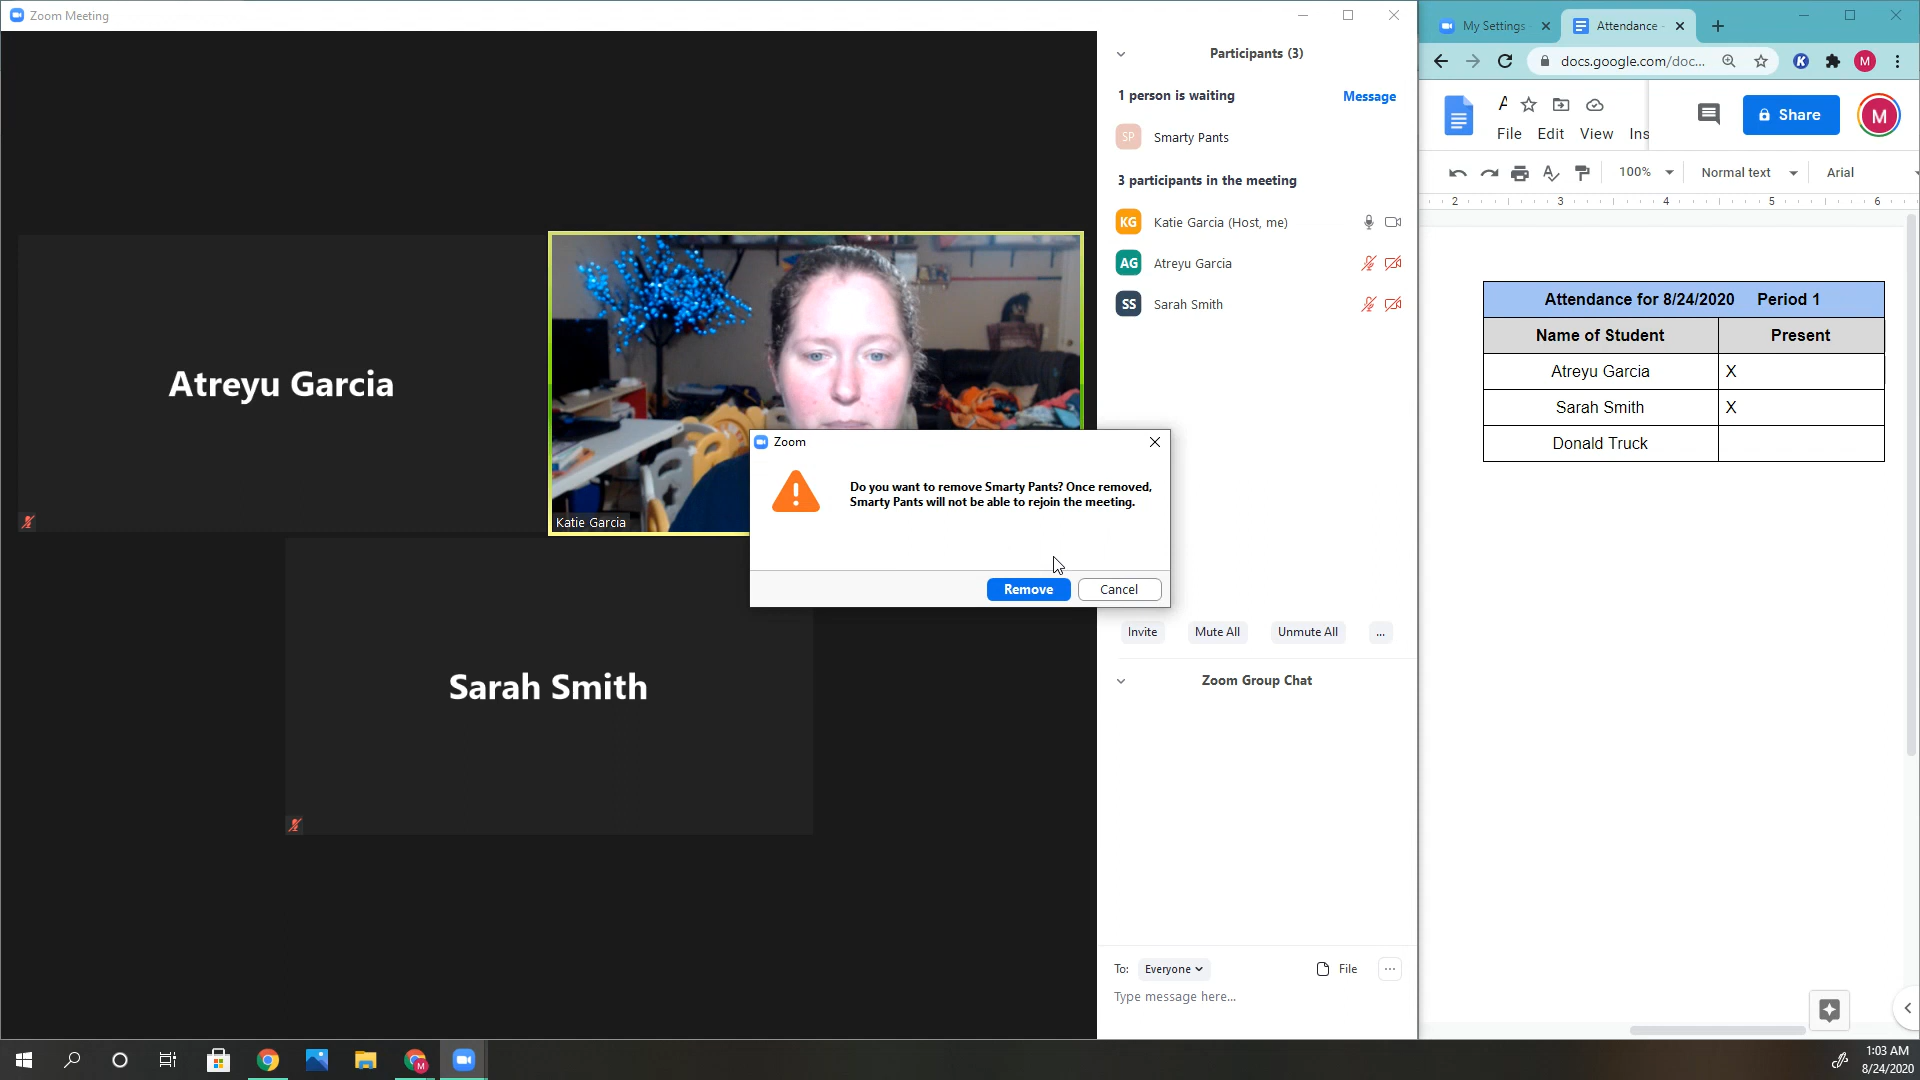 Zoom Meeting
Atreyu Garcia
Katie Garcia
Sarah Smith
Participants (3)
1 person is waiting
Message
SP Smarty Pants
3 participants in the meeting
KG Katie Garcia (Host, me)
AG Atreyu Garcia
SS Sarah Smith
Zoom
Do you want to remove Smarty Pants? Once removed,
Smarty Pants will not be able to rejoin the meeting.
Remove Cancel
Invite Mute All Unmute All ...
Zoom Group Chat
To: Everyone File ...
Type message here...
My Settings Attendance -
docs.google.com/doc... K M
Share M
File Edit View Ins
100% Normal text Arial
2 3 4 5 6
Attendance for 8/24/2020 Period 1
Name of Student Present
Atreyu Garcia X
Sarah Smith X
Donald Truck
M
1:03 AM
8/24/2020